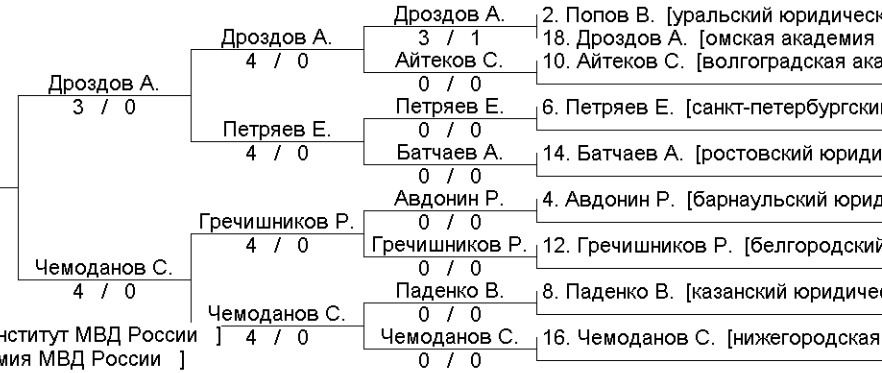 Дроздов А.
2. Попов В. [уральский юридическ
3 / 1
18. Дроздов А. [омская академия
Дроздов А.
4 / 0
Айтеков С.
10. Айтеков С. [волгоградская ака
0 / 0
Дроздов А.
3 / 0
Петряев Е.
6. Петряев Е. [санкт-петербургски
0 / 0
Петряев Е.
4 / 0
Батчаев А.
14. Батчаев А. [ростовский юриди
0 / 0
Авдонин Р.
4. Авдонин Р. [барнаульский юрид
0 / 0
Гречишников Р.
4 / 0
Гречишников Р.
12. Гречишников Р. [белгородский
0 / 0
Чемоданов С.
4 / 0
Паденко В.
8. Паденко В. [казанский юридичес
0 / 0
Чемоданов С.
4 / 0
Чемоданов С.
16. Чемоданов С. [нижегородская
0 / 0
нститут МВД России ]
мия МВД России ]